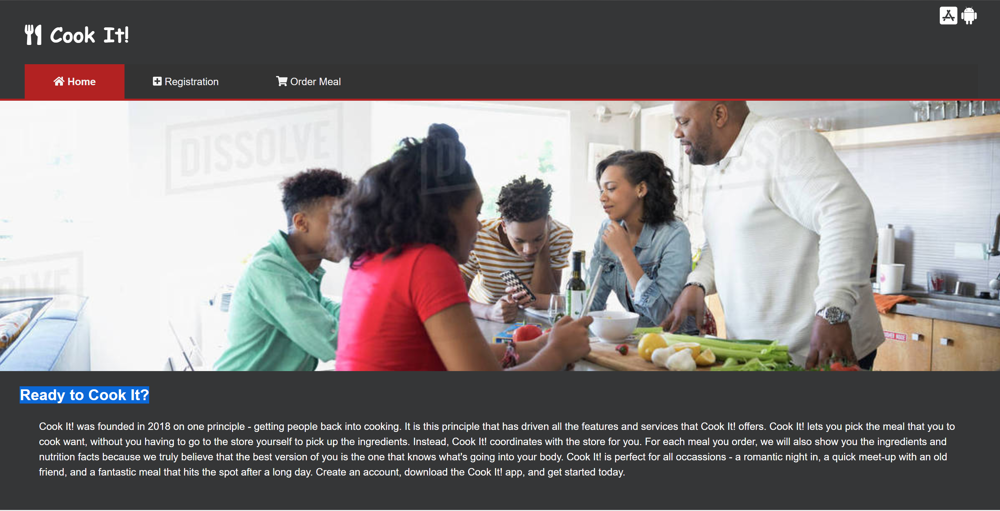 Cook It!
Home
Registration
Order Meal
DISSOLVE
Ready to Cook It?
Cook It! was founded in 2018 on one principle - getting people back into cooking. It is this principle that has driven all the features and services that Cook It! offers. Cook It! lets you pick the meal that you to
cook want, without you having to go to the store yourself to pick up the ingredients. Instead, Cook It! coordinates with the store for you. For each meal you order, we will also show you the ingredients and
nutrition facts because we truly believe that the best version of you is the one that knows what's going into your body. Cook It! is perfect for all occassions - a romantic night in, a quick meet-up with an old
friend, and a fantastic meal that hits the spot after a long day. Create an account, download the Cook It! app, and get started today.